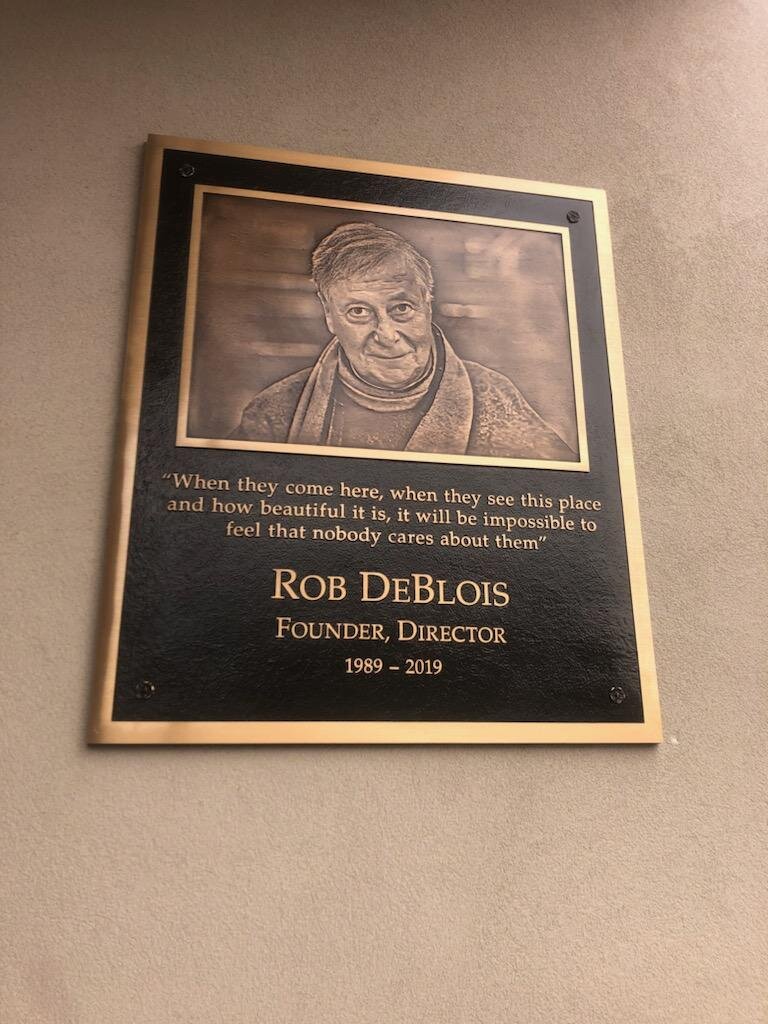 “When they come here, when they see this place
and how beautiful it is, it will be impossible to
feel that nobody cares about them”
ROB DEBLOIS
FOUNDER, DIRECTOR
1989 – 2019